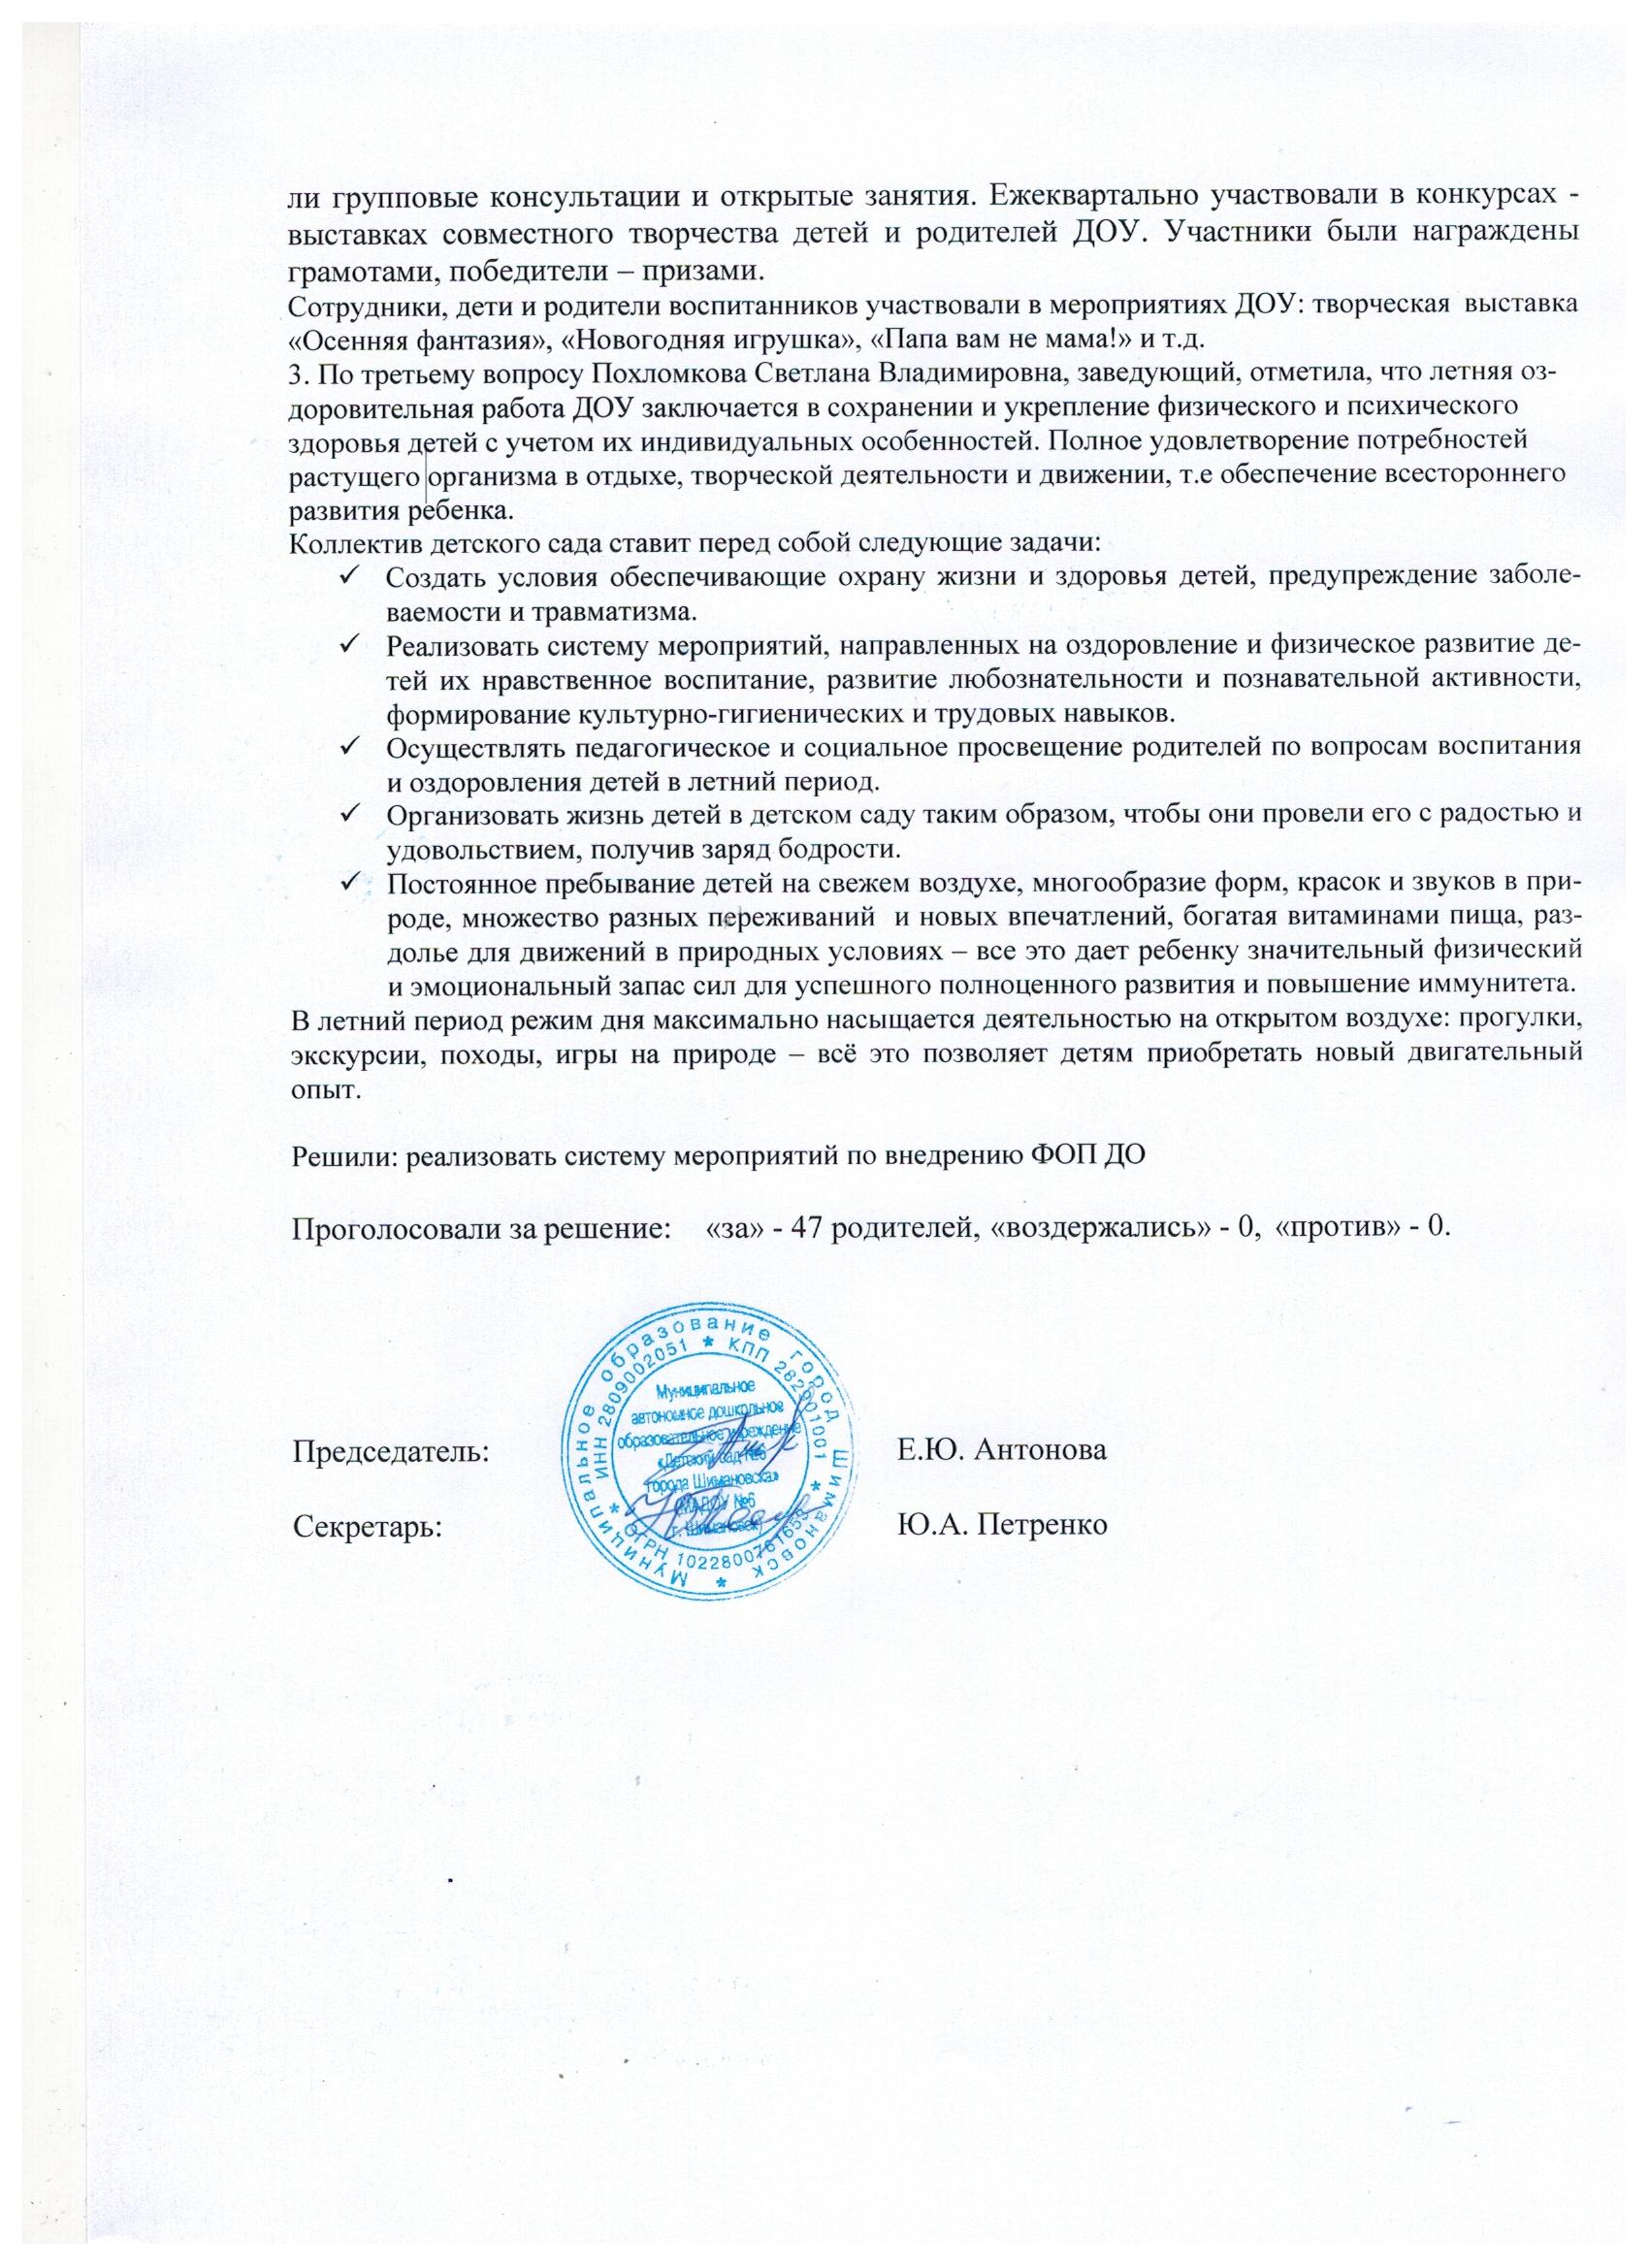 ли групповые консультации и открытые занятия. Ежеквартально участвовали в конкурсах -
выставках совместного творчества детей и родителей ДОУ. Участники были награждены
грамотами, победители – призами.
Сотрудники, дети и родители воспитанников участвовали в мероприятиях ДОУ: творческая выставка
«Осенняя фантазия», «Новогодняя игрушка», «Папа вам не мама!» и т.д.
3. По третьему вопросу Похломкова Светлана Владимировна, заведующий, отметила, что летняя оз-
доровительная работа ДОУ заключается в сохранении и укрепление физического и психического
здоровья детей с учетом их индивидуальных особенностей. Полное удовлетворение потребностей
растущего организма в отдыхе, творческой деятельности и движении, т.е обеспечение всестороннего
развития ребенка.
Коллектив детского сада ставит перед собой следующие задачи:
✓ Создать условия обеспечивающие охрану жизни и здоровья детей, предупреждение заболе-
ваемости и травматизма.
✓ Реализовать систему мероприятий, направленных на оздоровление и физическое развитие де-
тей их нравственное воспитание, развитие любознательности и познавательной активности,
формирование культурно-гигиенических и трудовых навыков.
✓ Осуществлять педагогическое и социальное просвещение родителей по вопросам воспитания
и оздоровления детей в летний период.
✓ Организовать жизнь детей в детском саду таким образом, чтобы они провели его с радостью и
удовольствием, получив заряд бодрости.
✓ Постоянное пребывание детей на свежем воздухе, многообразие форм, красок и звуков в при-
роде, множество разных переживаний и новых впечатлений, богатая витаминами пища, раз-
долье для движений в природных условиях – все это дает ребенку значительный физический
и эмоциональный запас сил для успешного полноценного развития и повышение иммунитета.
В летний период режим дня максимально насыщается деятельностью на открытом воздухе: прогулки,
экскурсии, походы, игры на природе – всё это позволяет детям приобретать новый двигательный
опыт.
Решили: реализовать систему мероприятий по внедрению ФОП ДО
Проголосовали за решение: «за» - 47 родителей, «воздержались» - 0, «против» - 0.
Муниципальное образование город Шимановск *
ИНН 2809002051 * КПП 282901001 *
Муниципальное
автономное дошкольное
образовательное учреждение
«Детский сад №6
города Шимановска»
МАДОУ №6
г. Шимановск)
Председатель: Е.Ю. Антонова
Секретарь: Ю.А. Петренко